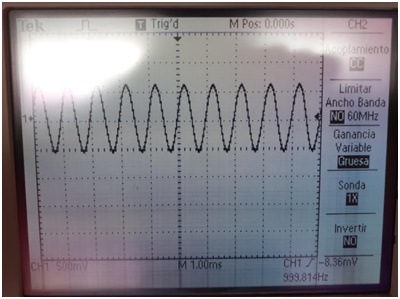 Tek T Trig'd M Pos: 0.000s CH2
Acoplamiento
CC
Limitar
Ancho Banda
NO 60MHz
Ganancia
Variable
Gruesa
Sonda
1X
Invertir
NO
1
CH1 500mV M 1.00ms CH1 -8.36mV
999.814Hz